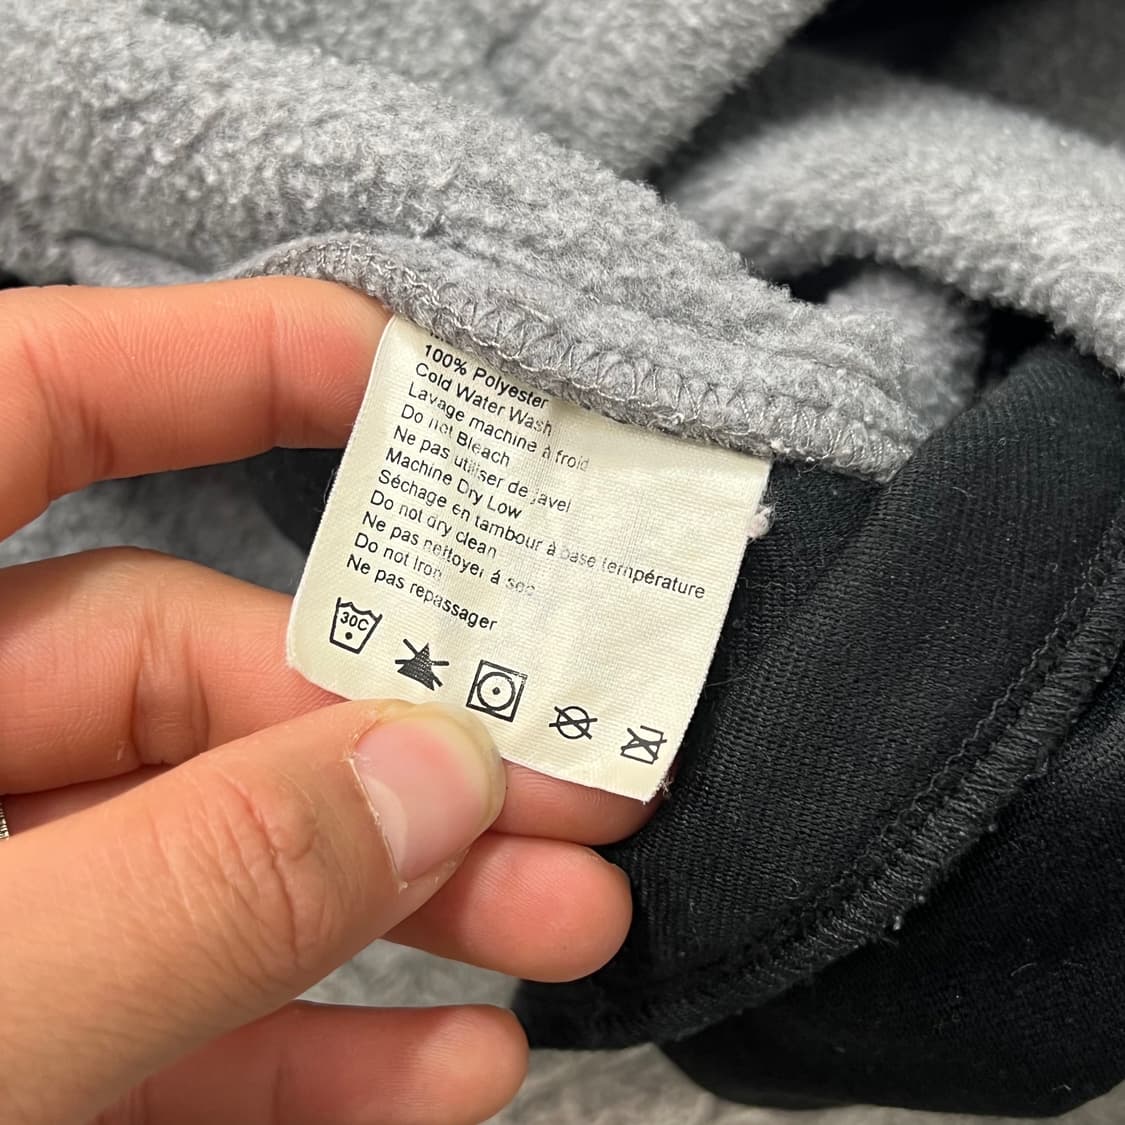 100% Polyester
Cold Water Wash
Lavage machine à froid
Do not Bleach
Ne pas utiliser de javel
Machine Dry Low
Séchage en tambour à base température
Do not dry clean
Ne pas nettoyer á sec
Do not Iron
Ne pas repassager
30C